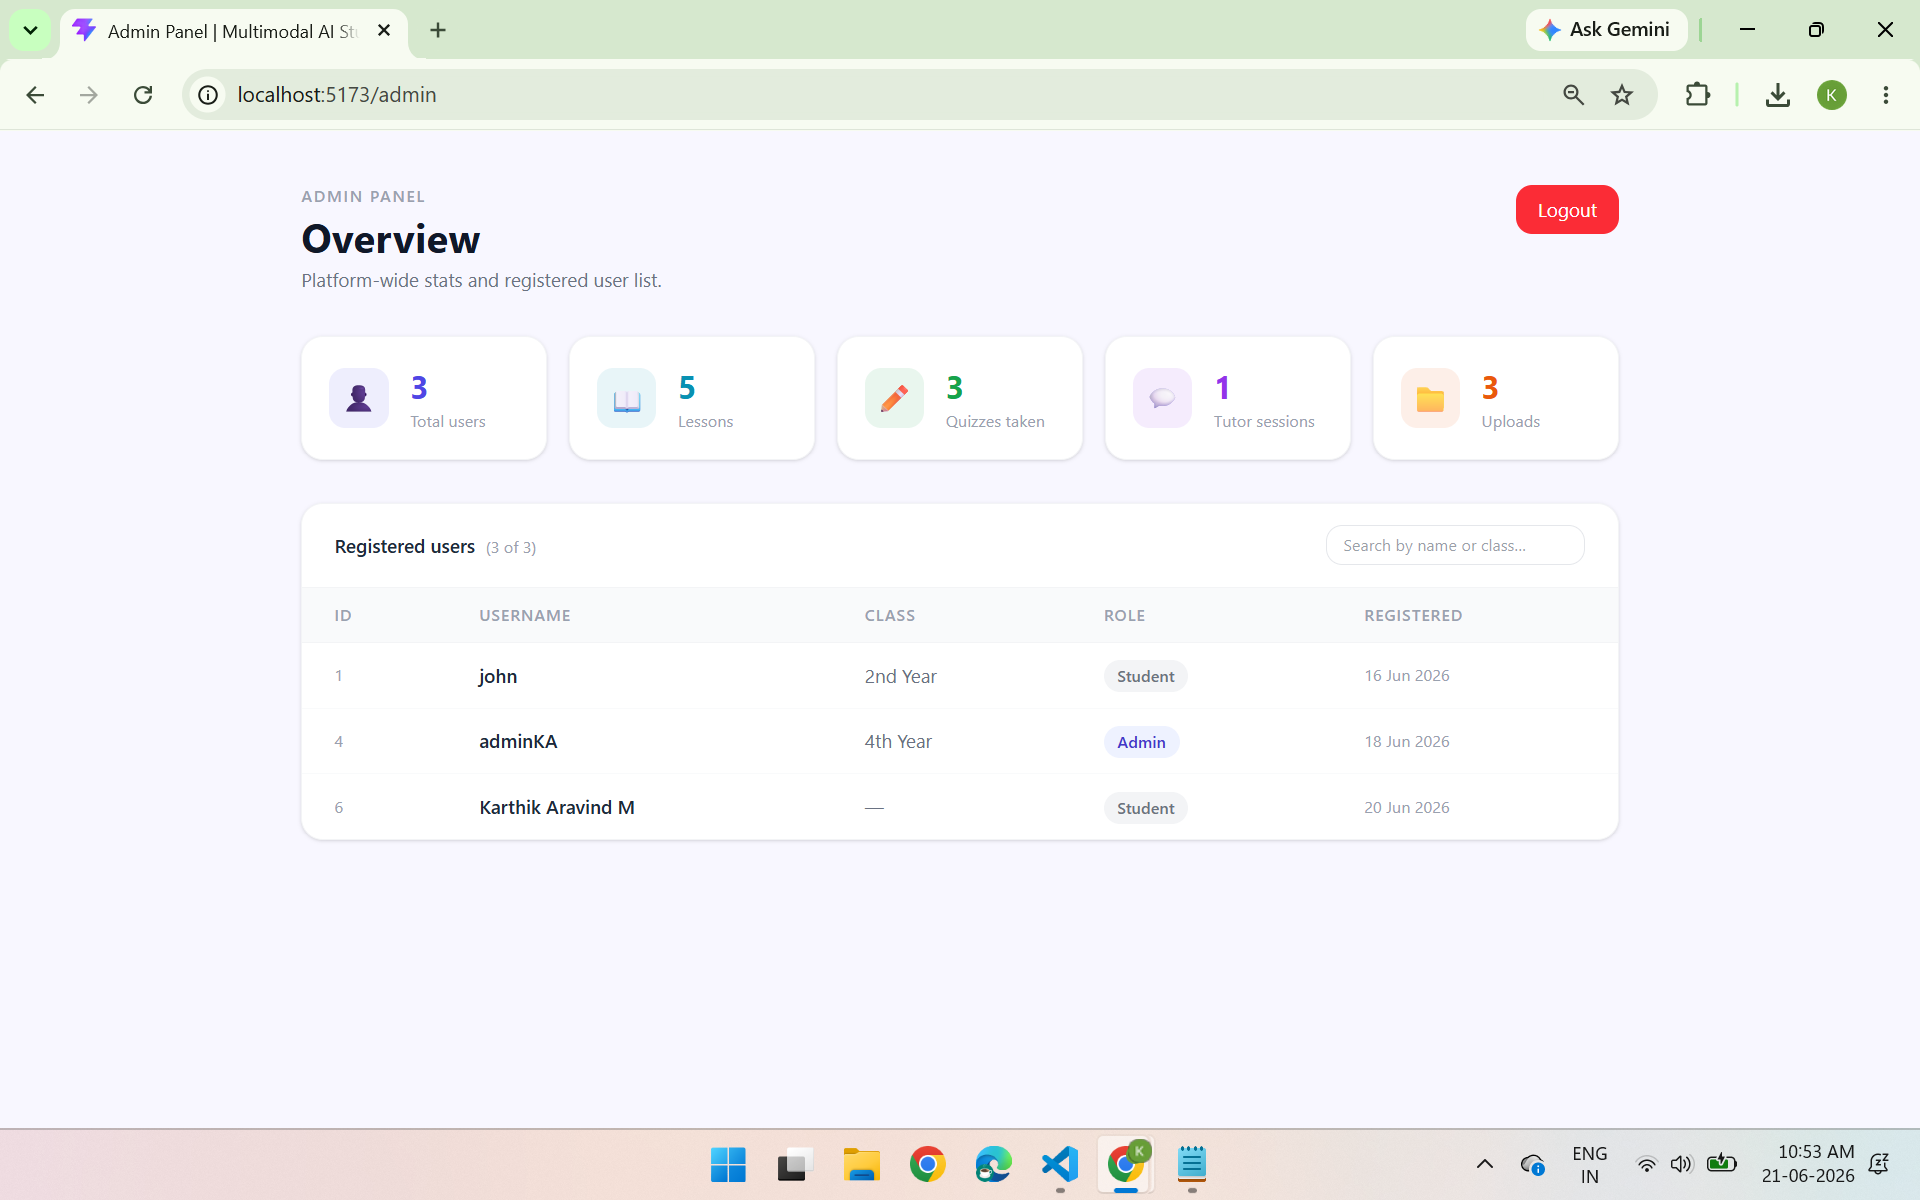 Admin Panel | Multimodal AI St
Ask Gemini
localhost:5173/admin
K
ADMIN PANEL
Overview
Platform-wide stats and registered user list.
Logout
3
Total users
5
Lessons
3
Quizzes taken
1
Tutor sessions
3
Uploads
Registered users (3 of 3)
Search by name or class...
ID USERNAME CLASS ROLE REGISTERED
1 john 2nd Year Student 16 Jun 2026
4 adminKA 4th Year Admin 18 Jun 2026
6 Karthik Aravind M — Student 20 Jun 2026
K
ENG
IN
10:53 AM
21-06-2026